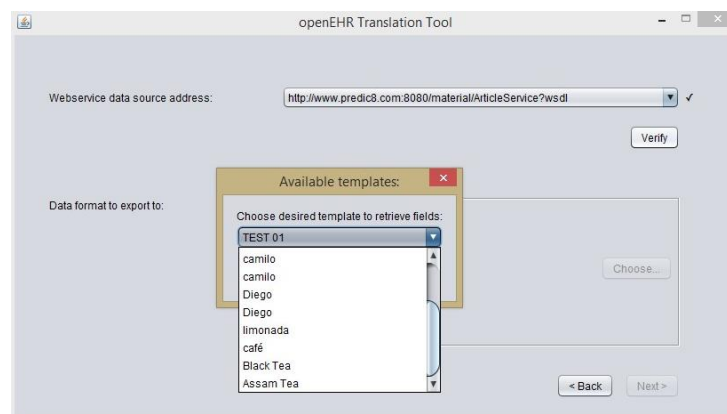 openEHR Translation Tool
Webservice data source address:
http://www.predic8.com:8080/material/ArticleService?wsdl
Verify
Available templates:
Data format to export to:
Choose desired template to retrieve fields:
TEST 01
camilo
camilo
Diego
Diego
limonada
café
Black Tea
Assam Tea
Choose...
< Back
Next >